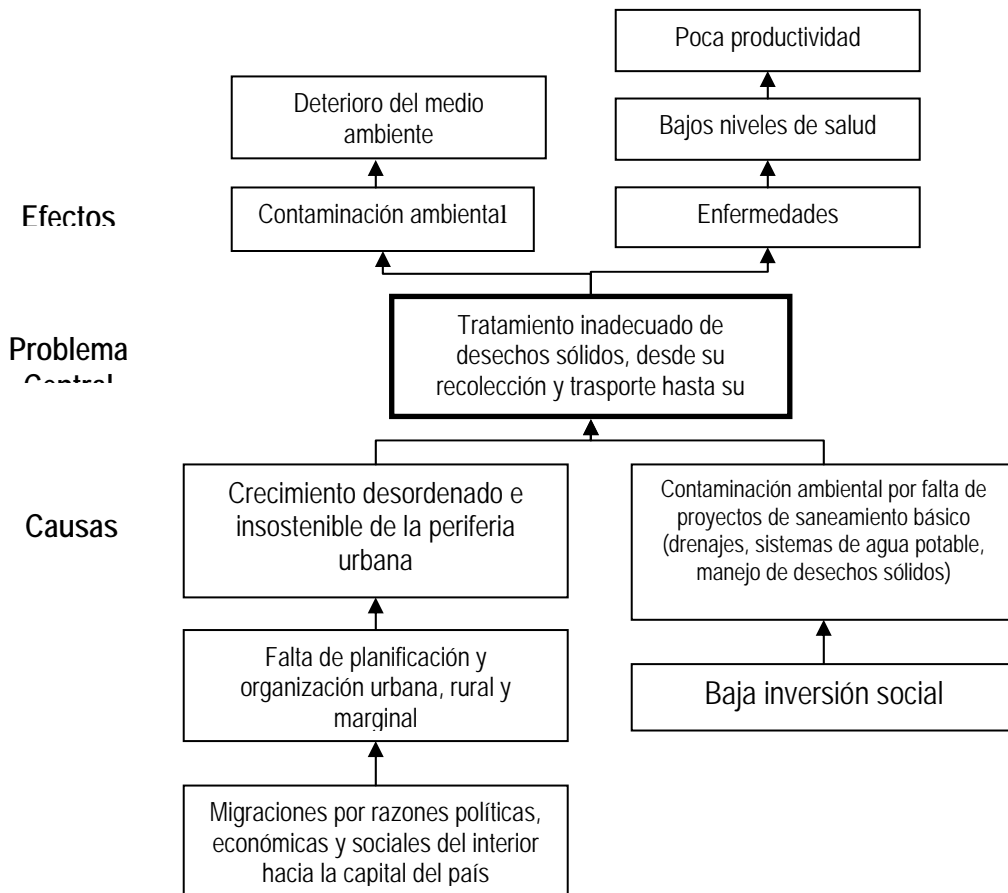 Poca productividad
Deterioro del medio
ambiente
Bajos niveles de salud
Efectos
Contaminación ambiental
Enfermedades
Problema
Central
Tratamiento inadecuado de
desechos sólidos, desde su
recolección y trasporte hasta su
Causas
Crecimiento desordenado e
insostenible de la periferia
urbana
Contaminación ambiental por falta de
proyectos de saneamiento básico
(drenajes, sistemas de agua potable,
manejo de desechos sólidos)
Falta de planificación y
organización urbana, rural y
marginal
Baja inversión social
Migraciones por razones políticas,
económicas y sociales del interior
hacia la capital del país